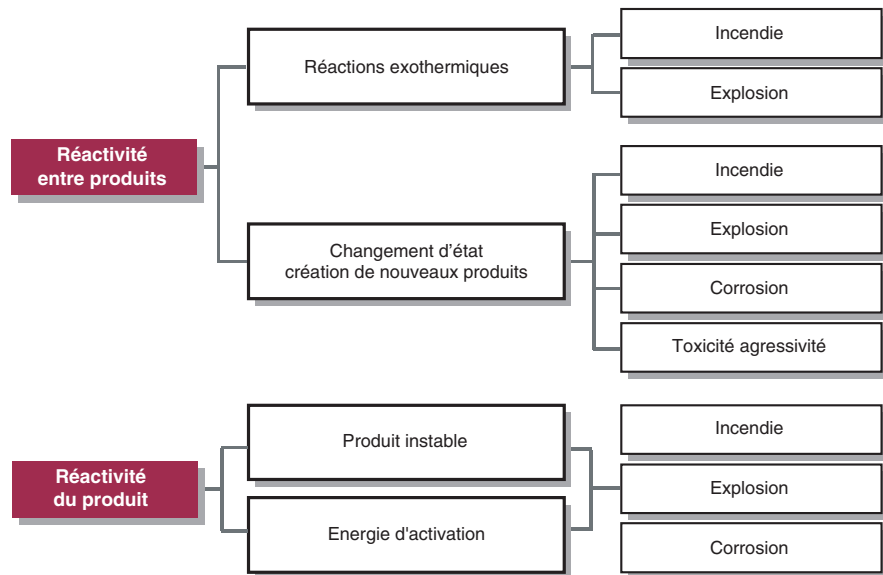 Réactivité
entre produits
Réactions exothermiques
Incendie
Explosion
Changement d'état
création de nouveaux produits
Incendie
Explosion
Corrosion
Toxicité agressivité
Réactivité
du produit
Produit instable
Energie d'activation
Incendie
Explosion
Corrosion